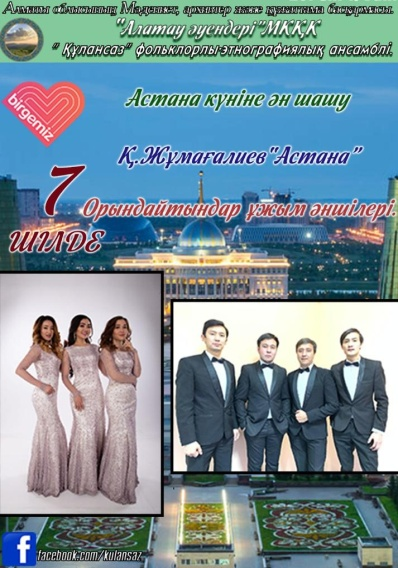 Алматы облысының Мәдениет, архивтер және құжаттама басқармасы.
"Алатау әуендері"МКҚК
" Құлансаз" фольклорлы-этнографиялық ансамблі.
birgemiz
Астана күніне ән шашу
Қ.Жұмағалиев"Астана"
7
Орындайтындар ұжым әншілері.
ШІЛДЕ
facebook.com/kulansaz